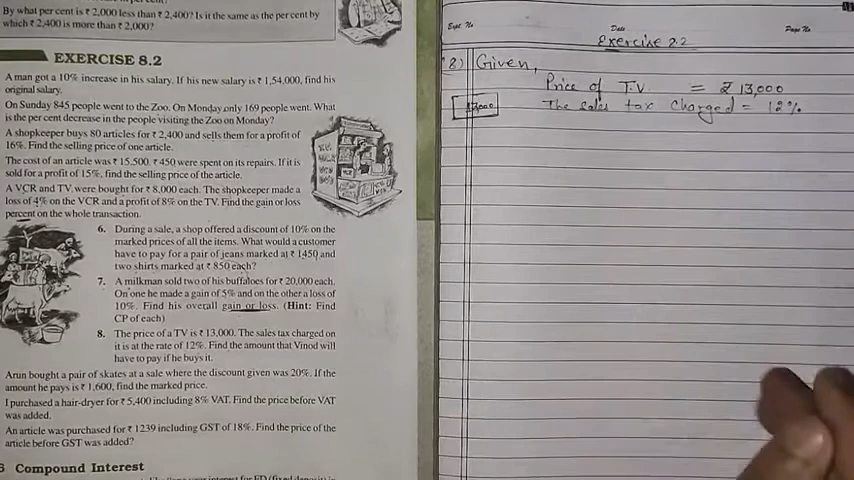 By what per cent is ₹ 2,000 less than ₹ 2,400? Is it the same as the per cent by
which ₹ 2,400 is more than ₹ 2,000?
EXERCISE 8.2
A man got a 10% increase in his salary. If his new salary is ₹ 1,54,000, find his
original salary.
On Sunday 845 people went to the Zoo. On Monday only 169 people went. What
is the per cent decrease in the people visiting the Zoo on Monday?
A shopkeeper buys 80 articles for ₹ 2,400 and sells them for a profit of
16%. Find the selling price of one article.
The cost of an article was ₹ 15,500. ₹ 450 were spent on its repairs. If it is
sold for a profit of 15%, find the selling price of the article.
A VCR and TV were bought for ₹ 8,000 each. The shopkeeper made a
loss of 4% on the VCR and a profit of 8% on the TV. Find the gain or loss
percent on the whole transaction.
6. During a sale, a shop offered a discount of 10% on the
marked prices of all the items. What would a customer
have to pay for a pair of jeans marked at ₹ 1450 and
two shirts marked at ₹ 850 each?
7. A milkman sold two of his buffaloes for ₹ 20,000 each.
On one he made a gain of 5% and on the other a loss of
10%. Find his overall gain or loss. (Hint: Find
CP of each)
8. The price of a TV is ₹ 13,000. The sales tax charged on
it is at the rate of 12%. Find the amount that Vinod will
have to pay if he buys it.
Arun bought a pair of skates at a sale where the discount given was 20%. If the
amount he pays is ₹ 1,600, find the marked price.
I purchased a hair-dryer for ₹ 5,400 including 8% VAT. Find the price before VAT
was added.
An article was purchased for ₹ 1239 including GST of 18%. Find the price of the
article before GST was added?
Compound Interest
Expt. No
Date
Page No
Exercise 8.2
8) Given,
Price of T.V. = ₹ 13,000
13,000
The sales tax charged = 12%